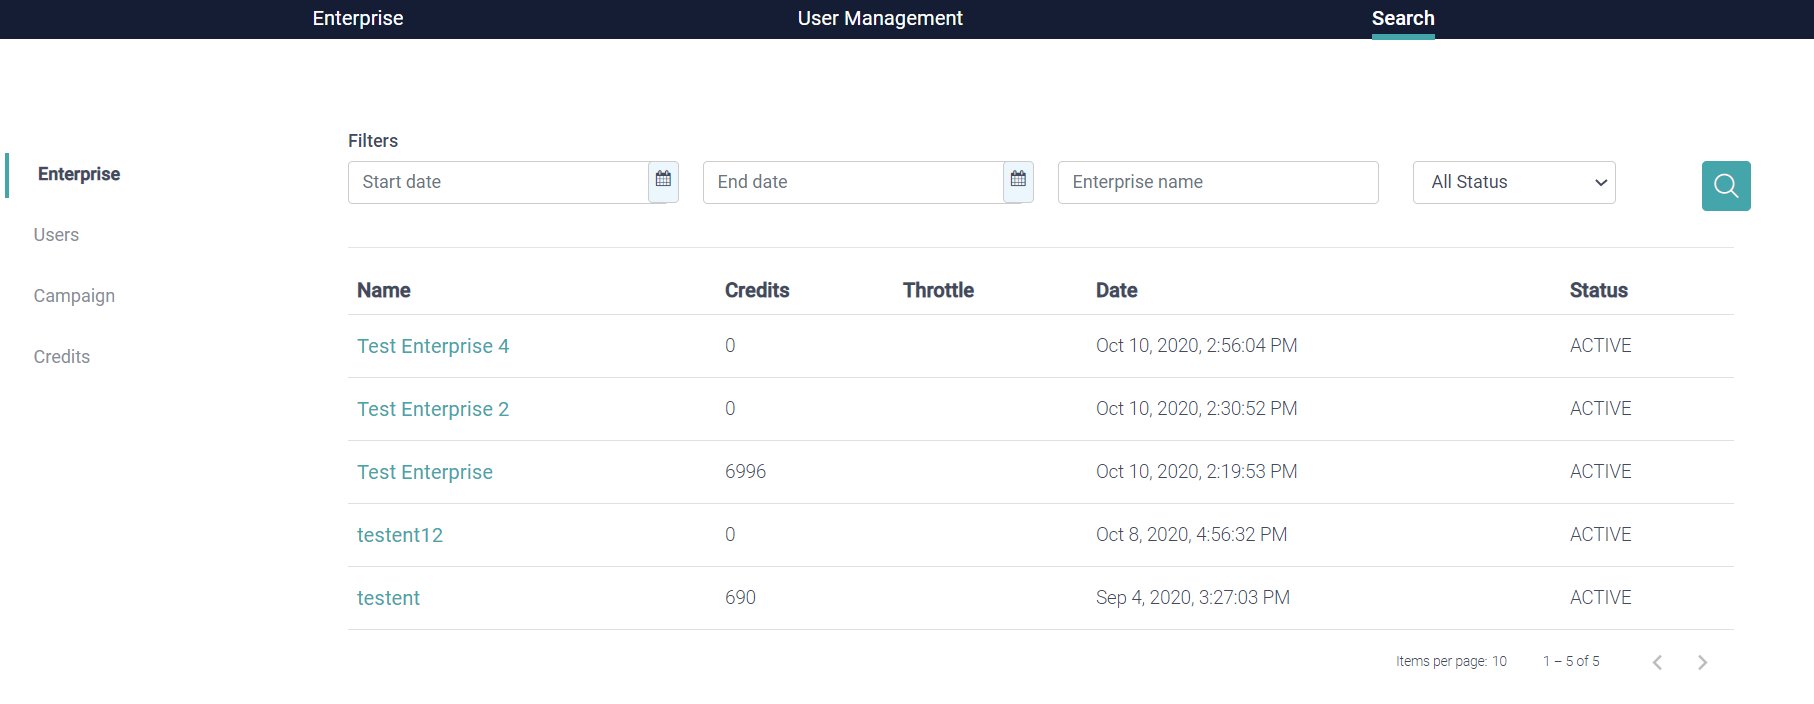 Enterprise User Management Search
Filters
Enterprise
Start date End date Enterprise name All Status
Users
Campaign
Credits
Name Credits Throttle Date Status
Test Enterprise 4 0 Oct 10, 2020, 2:56:04 PM ACTIVE
Test Enterprise 2 0 Oct 10, 2020, 2:30:52 PM ACTIVE
Test Enterprise 6996 Oct 10, 2020, 2:19:53 PM ACTIVE
testent12 0 Oct 8, 2020, 4:56:32 PM ACTIVE
testent 690 Sep 4, 2020, 3:27:03 PM ACTIVE
Items per page: 10 1 – 5 of 5